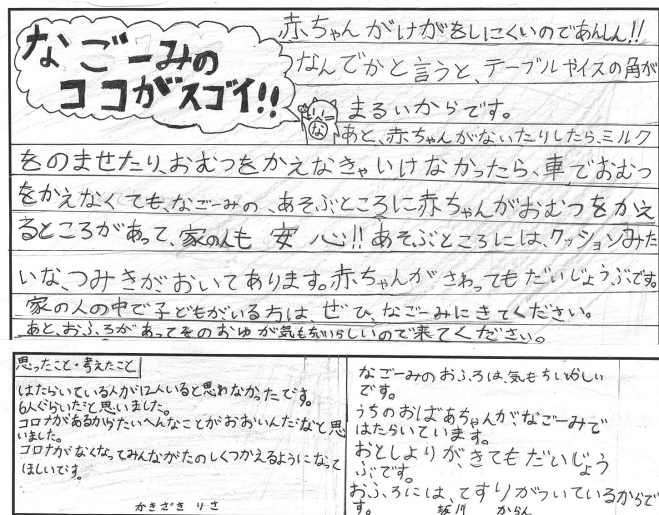 なごーみの
ココがスゴイ!!
赤ちゃんがけがをしにくいのであんしん!!
なんでかと言うと、テーブルやイスの角が
まるいからです。
な
あと、赤ちゃんがないたりしたら、ミルク
をのませたり、おむつをかえなきゃいけなかったら、車でおむつ
をかえなくても、なごーみの、あそぶところに赤ちゃんがおむつをかえ
るところがあって、家の人も安心!!あそぶところには、クッションみた
いな、つみきがおいてあります。赤ちゃんがさわってもだいじょうぶです。
家の人の中で子どもがいる方は、ぜひ、なごーみにきてください。
あと、おふろがあってそのおゆが気もちいらしいので来てください。
思ったこと・考えたこと
はたらいている人が12人いると思わなかったです。
6人ぐらいだと思いました。
コロナがあるからたいへんなことがおおいんだなと思
いました。
コロナがなくなってみんながたのしくつかえるようになって
ほしいです。
かきざき りさ
なごーみのおふろは、気もちいらしい
です。
うちのおばあちゃんが、なごーみで
はたらいています。
おとしよりが、きてもだいじょう
ぶです。
おふろには、てすりがついているからで
す。
坂川 からん